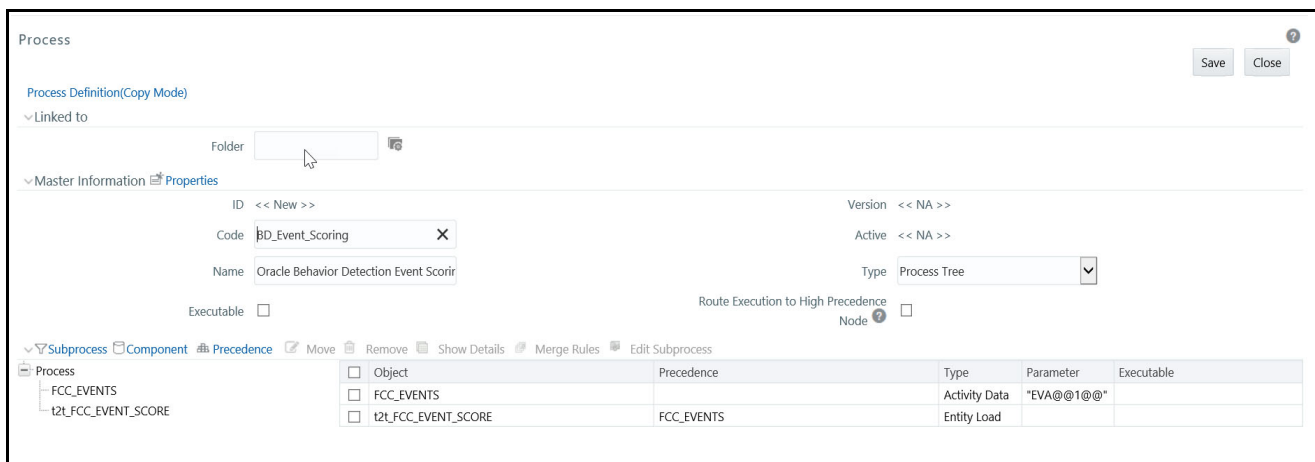 Process
Save Close
Process Definition(Copy Mode)
Linked to
Folder
Master Information Properties
ID << New >> Version << NA >>
Code BD_Event_Scoring Active << NA >>
Name Oracle Behavior Detection Event Scorin Type Process Tree
Executable Route Execution to High Precedence Node
Subprocess Component Precedence Move Remove Show Details Merge Rules Edit Subprocess
Process Object Precedence Type Parameter Executable
FCC_EVENTS FCC_EVENTS Activity Data "EVA@@1@@"
t2t_FCC_EVENT_SCORE t2t_FCC_EVENT_SCORE FCC_EVENTS Entity Load